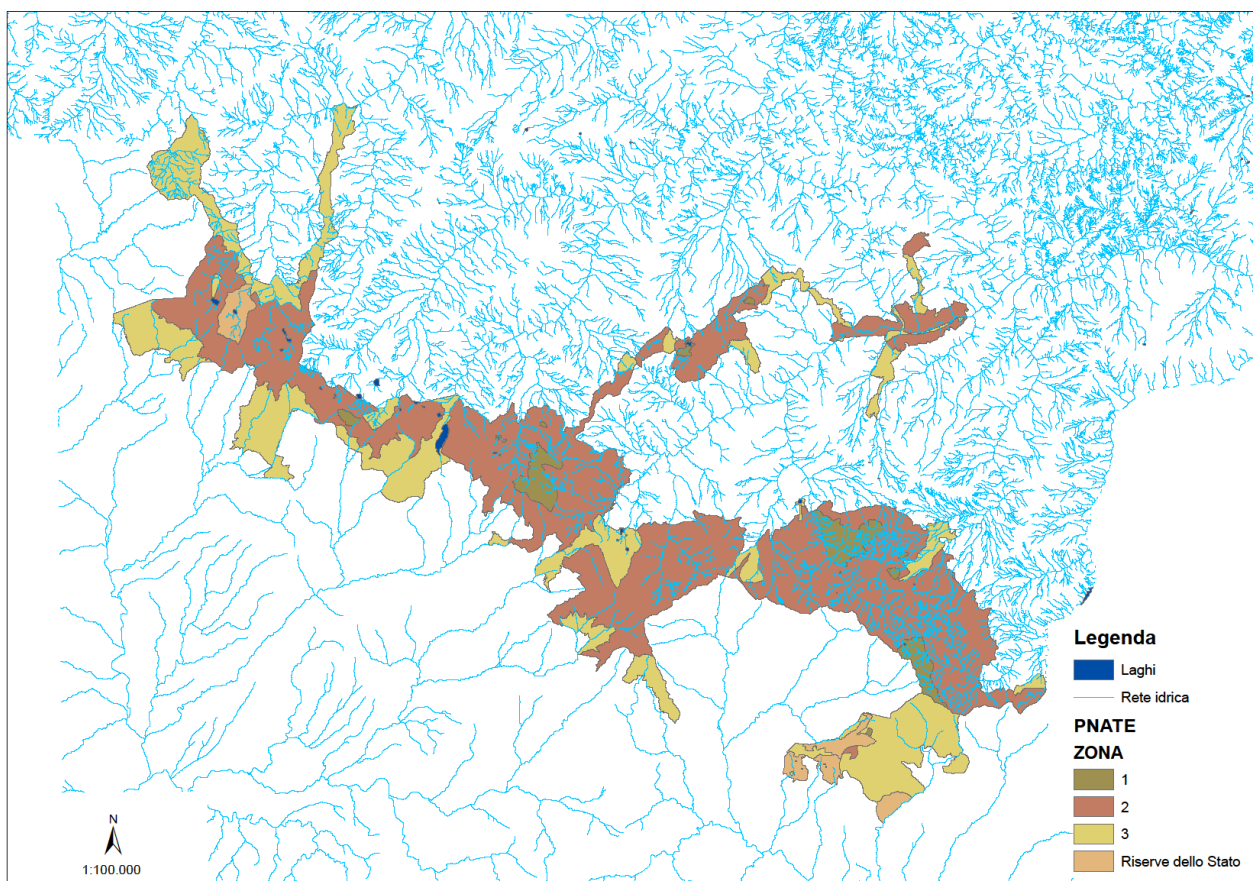 Legenda
Laghi
Rete idrica
PNATE
ZONA
1
2
3
Riserve dello Stato
N
1:100.000